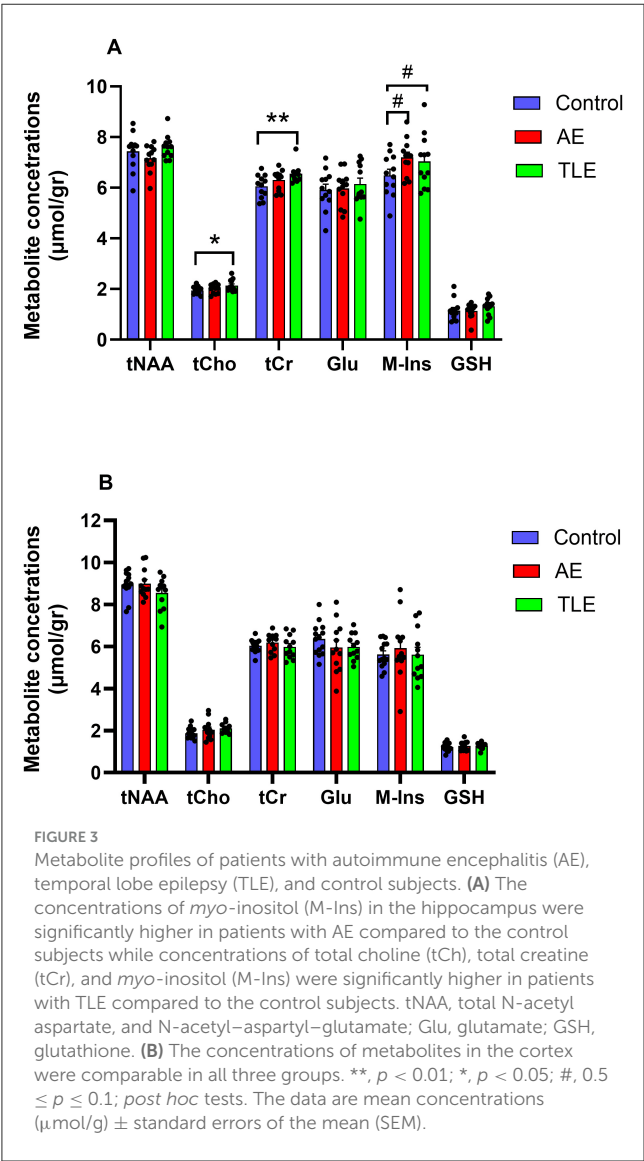 A
Metabolite concetrations
(μmol/gr)
10
8
6
4
2
0
*
**
#
#
tNAA tCho tCr Glu M-Ins GSH
Control
AE
TLE
B
Metabolite concetrations
(μmol/gr)
12
10
8
6
4
2
0
tNAA tCho tCr Glu M-Ins GSH
Control
AE
TLE
FIGURE 3
Metabolite profiles of patients with autoimmune encephalitis (AE),
temporal lobe epilepsy (TLE), and control subjects. (A) The
concentrations of myo-inositol (M-Ins) in the hippocampus were
significantly higher in patients with AE compared to the control
subjects while concentrations of total choline (tCh), total creatine
(tCr), and myo-inositol (M-Ins) were significantly higher in patients
with TLE compared to the control subjects. tNAA, total N-acetyl
aspartate, and N-acetyl–aspartyl–glutamate; Glu, glutamate; GSH,
glutathione. (B) The concentrations of metabolites in the cortex
were comparable in all three groups. **, p < 0.01; *, p < 0.05; #, 0.5
≤ p ≤ 0.1; post hoc tests. The data are mean concentrations
(μmol/g) ± standard errors of the mean (SEM).